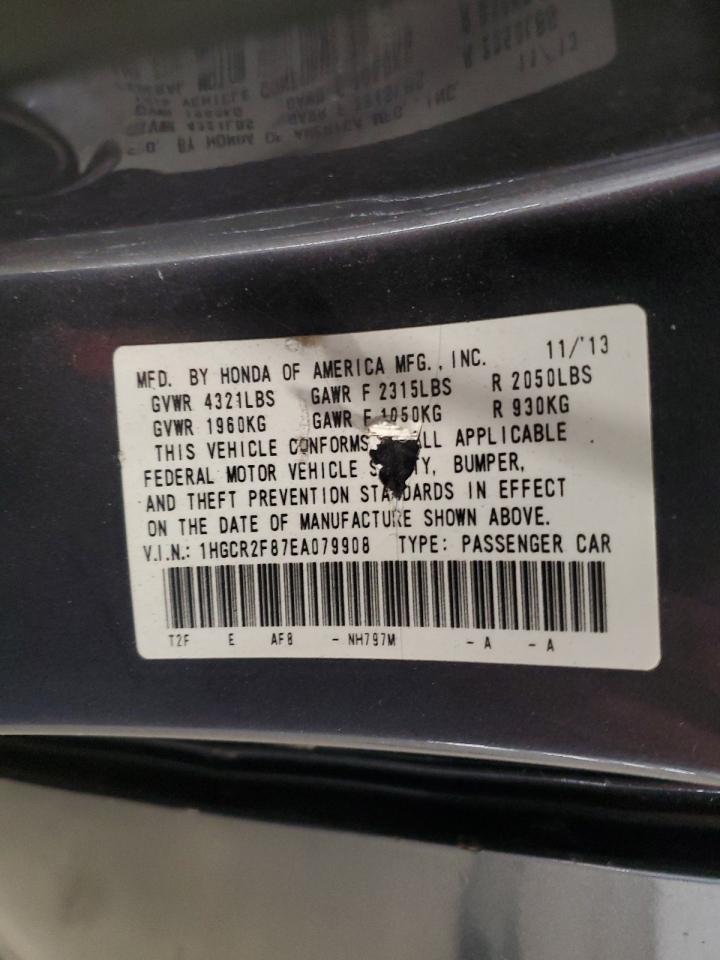 MFD. BY HONDA OF AMERICA MFG., INC. 11/'13
GVWR 4321LBS GAWR F 2315LBS R 2050LBS
GVWR 1960KG GAWR F 1050KG R 930KG
THIS VEHICLE CONFORMS ALL APPLICABLE
FEDERAL MOTOR VEHICLE S TY, BUMPER,
AND THEFT PREVENTION STANDARDS IN EFFECT
ON THE DATE OF MANUFACTURE SHOWN ABOVE.
V.I.N.: 1HGCR2F87EA079908 TYPE: PASSENGER CAR
T2F E AF8 - NH797M - A - A